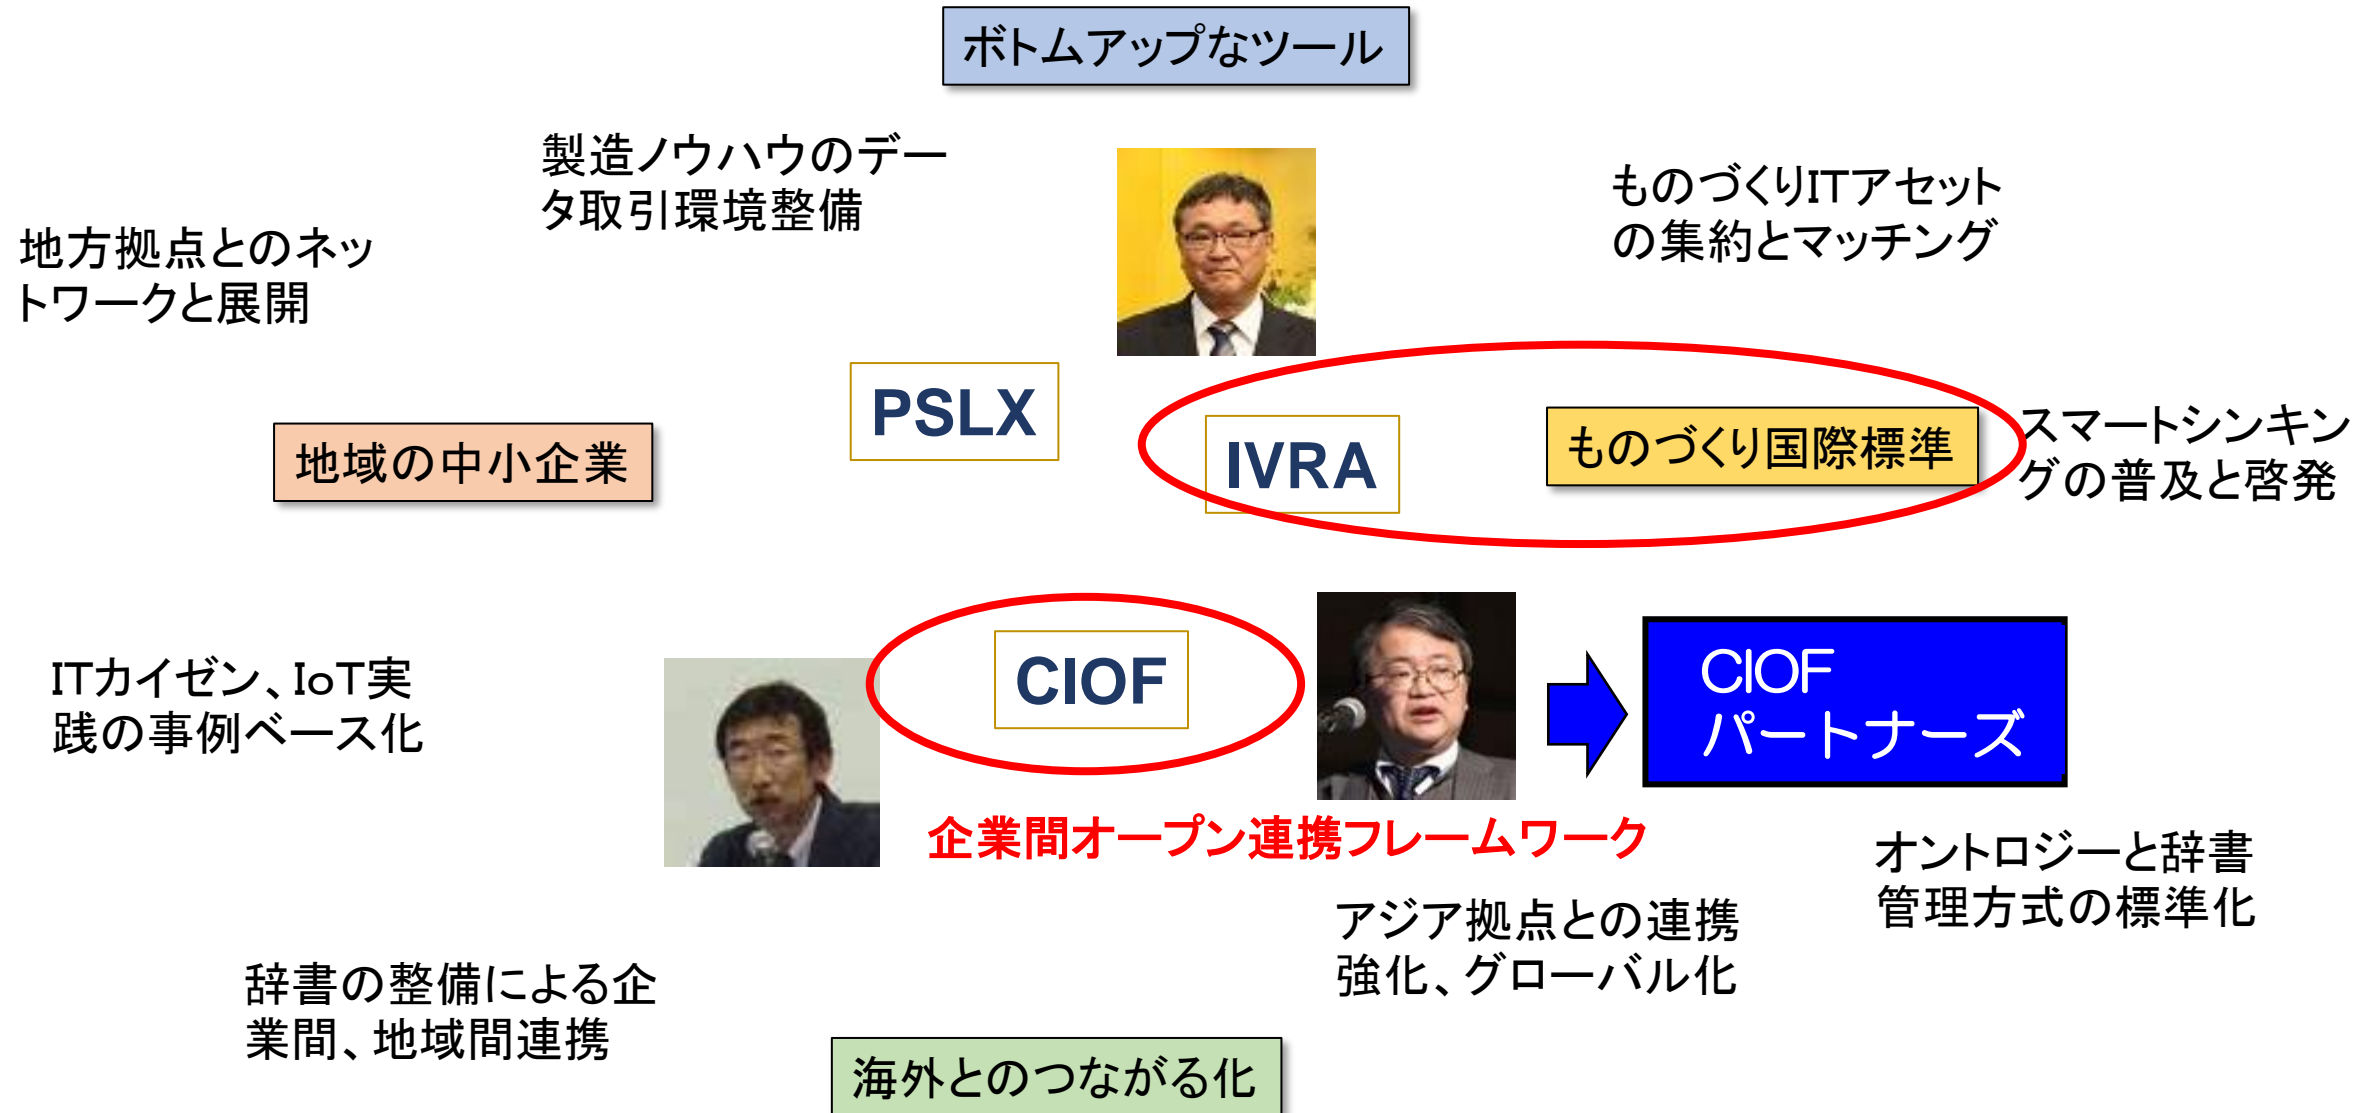 ボトムアップなツール
製造ノウハウのデー
タ取引環境整備
ものづくりITアセット
の集約とマッチング
地方拠点とのネッ
トワークと展開
PSLX
IVRA
ものづくり国際標準
スマートシンキン
グの普及と啓発
地域の中小企業
CIOF
CIOF
パートナーズ
ITカイゼン、IoT実
践の事例ベース化
企業間オープン連携フレームワーク
オントロジーと辞書
管理方式の標準化
アジア拠点との連携
強化、グローバル化
辞書の整備による企
業間、地域間連携
海外とのつながる化